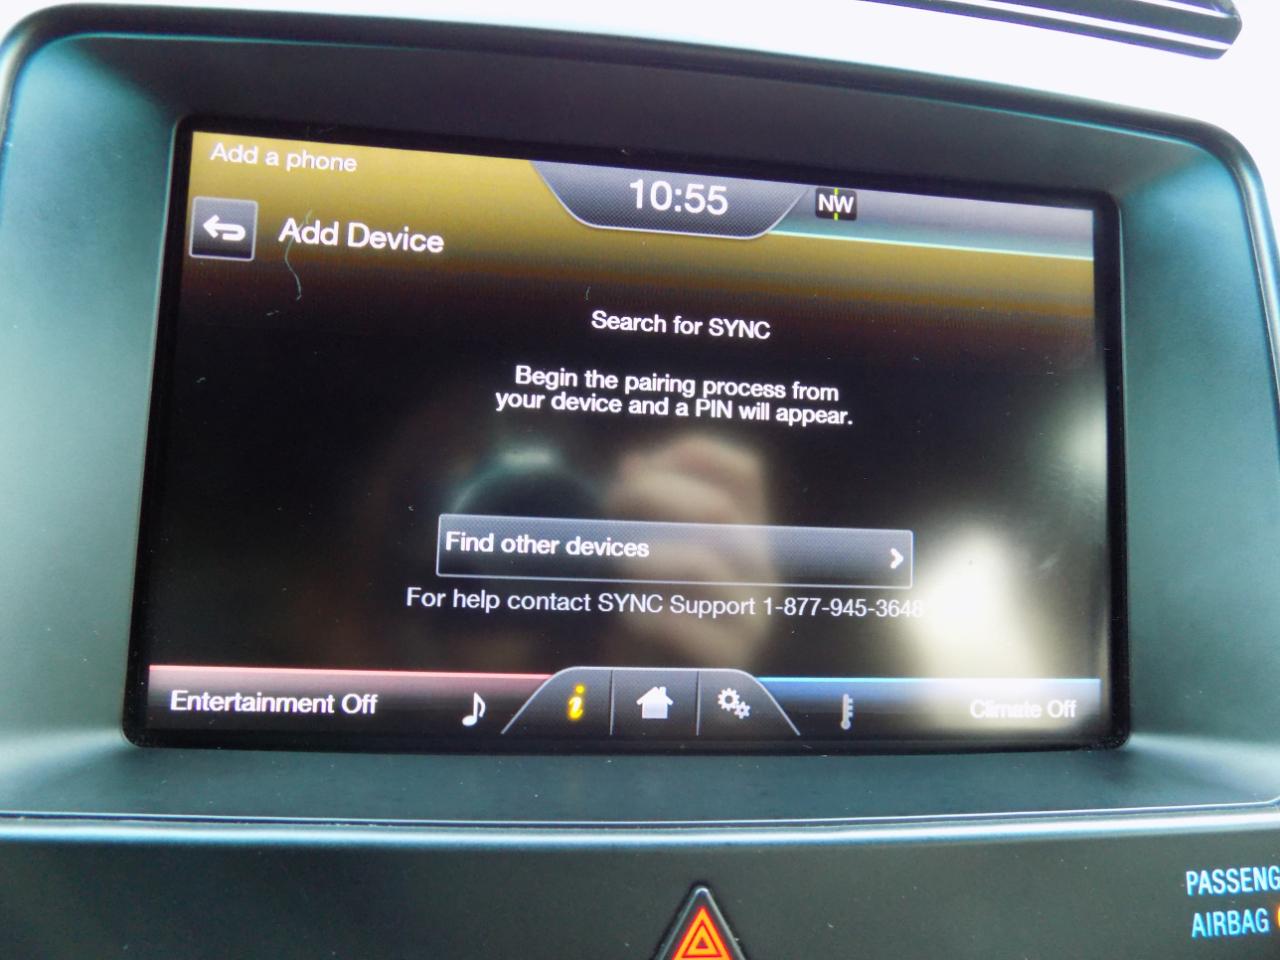 Add a phone
10:55
NW
Add Device
Search for SYNC
Begin the pairing process from
your device and a PIN will appear.
Find other devices
For help contact SYNC Support 1-877-945-3648
Entertainment Off
i
Climate Off
PASSENG
AIRBAG